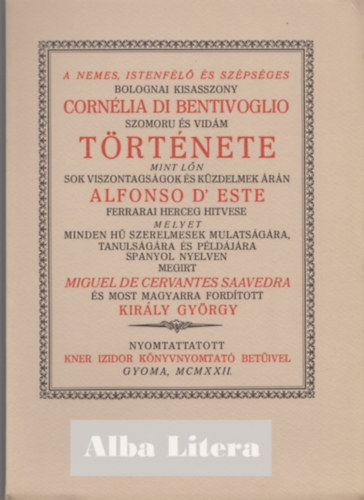 A NEMES, ISTENFÉLŐ ÉS SZÉPSÉGES
BOLOGNAI KISASSZONY
CORNÉLIA DI BENTIVOGLIO
SZOMORU ÉS VIDÁM
TÖRTÉNETE
MINT LŐN
SOK VISZONTAGSÁGOK ÉS KÜZDELMEK ÁRÁN
ALFONSO D' ESTE
FERRARAI HERCEG HITVESE
MELYET
MINDEN HŰ SZERELMESEK MULATSÁGÁRA,
TANULSÁGÁRA ÉS PÉLDÁJÁRA
SPANYOL NYELVEN
MEGIRT
MIGUEL DE CERVANTES SAAVEDRA
ÉS MOST MAGYARRA FORDÍTOTT
KIRÁLY GYÖRGY
NYOMTATTATOTT
KNER IZIDOR KÖNYVNYOMTATÓ BETŰIVEL
GYOMA, MCMXXII.
Alba Litera